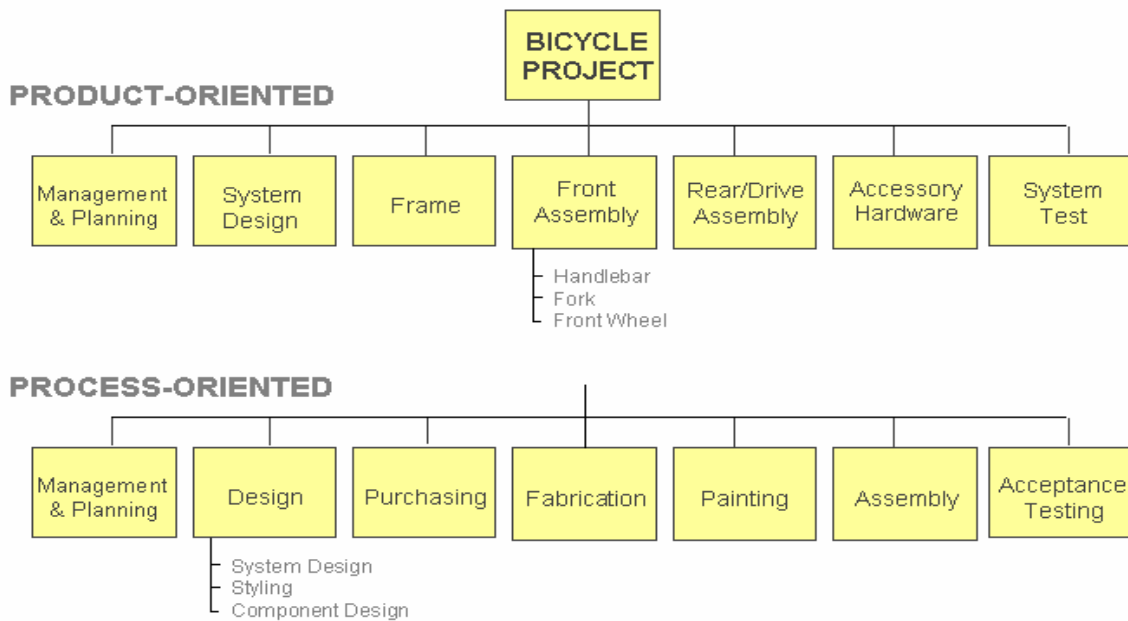 BICYCLE
PROJECT
PRODUCT-ORIENTED
Management
& Planning
System
Design
Frame
Front
Assembly
Rear/Drive
Assembly
Accessory
Hardware
System
Test
Handlebar
Fork
Front Wheel
PROCESS-ORIENTED
Management
& Planning
Design
Purchasing
Fabrication
Painting
Assembly
Acceptance
Testing
System Design
Styling
Component Design